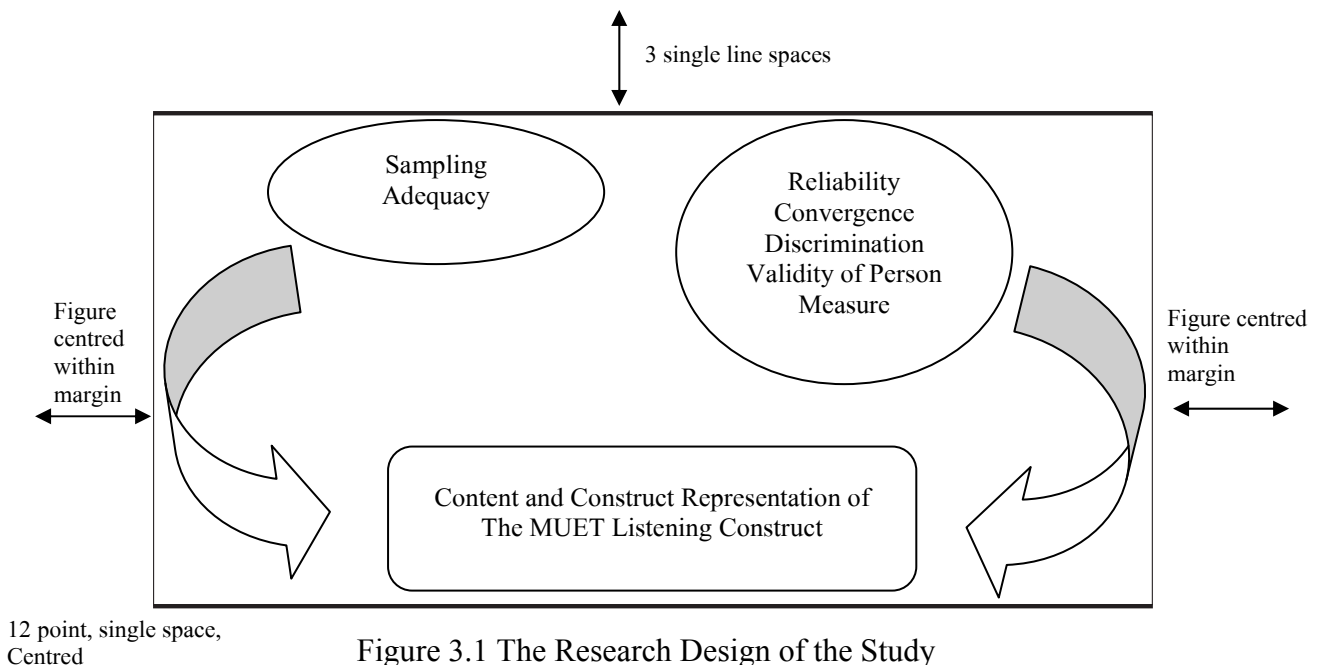 3 single line spaces
Sampling
Adequacy
Reliability
Convergence
Discrimination
Validity of Person
Measure
Figure
centred
within
margin
Figure centred
within
margin
Content and Construct Representation of
The MUET Listening Construct
12 point, single space,
Centred
Figure 3.1 The Research Design of the Study